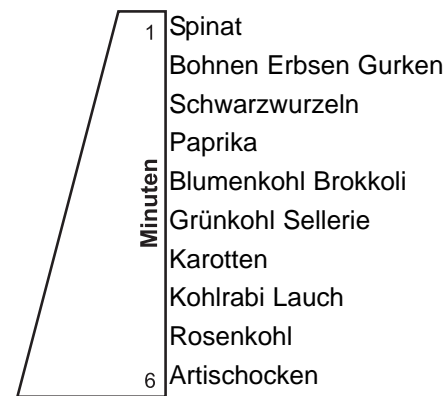 1 Spinat
Bohnen Erbsen Gurken
Schwarzwurzeln
Paprika
Minuten
Blumenkohl Brokkoli
Grünkohl Sellerie
Karotten
Kohlrabi Lauch
Rosenkohl
6 Artischocken